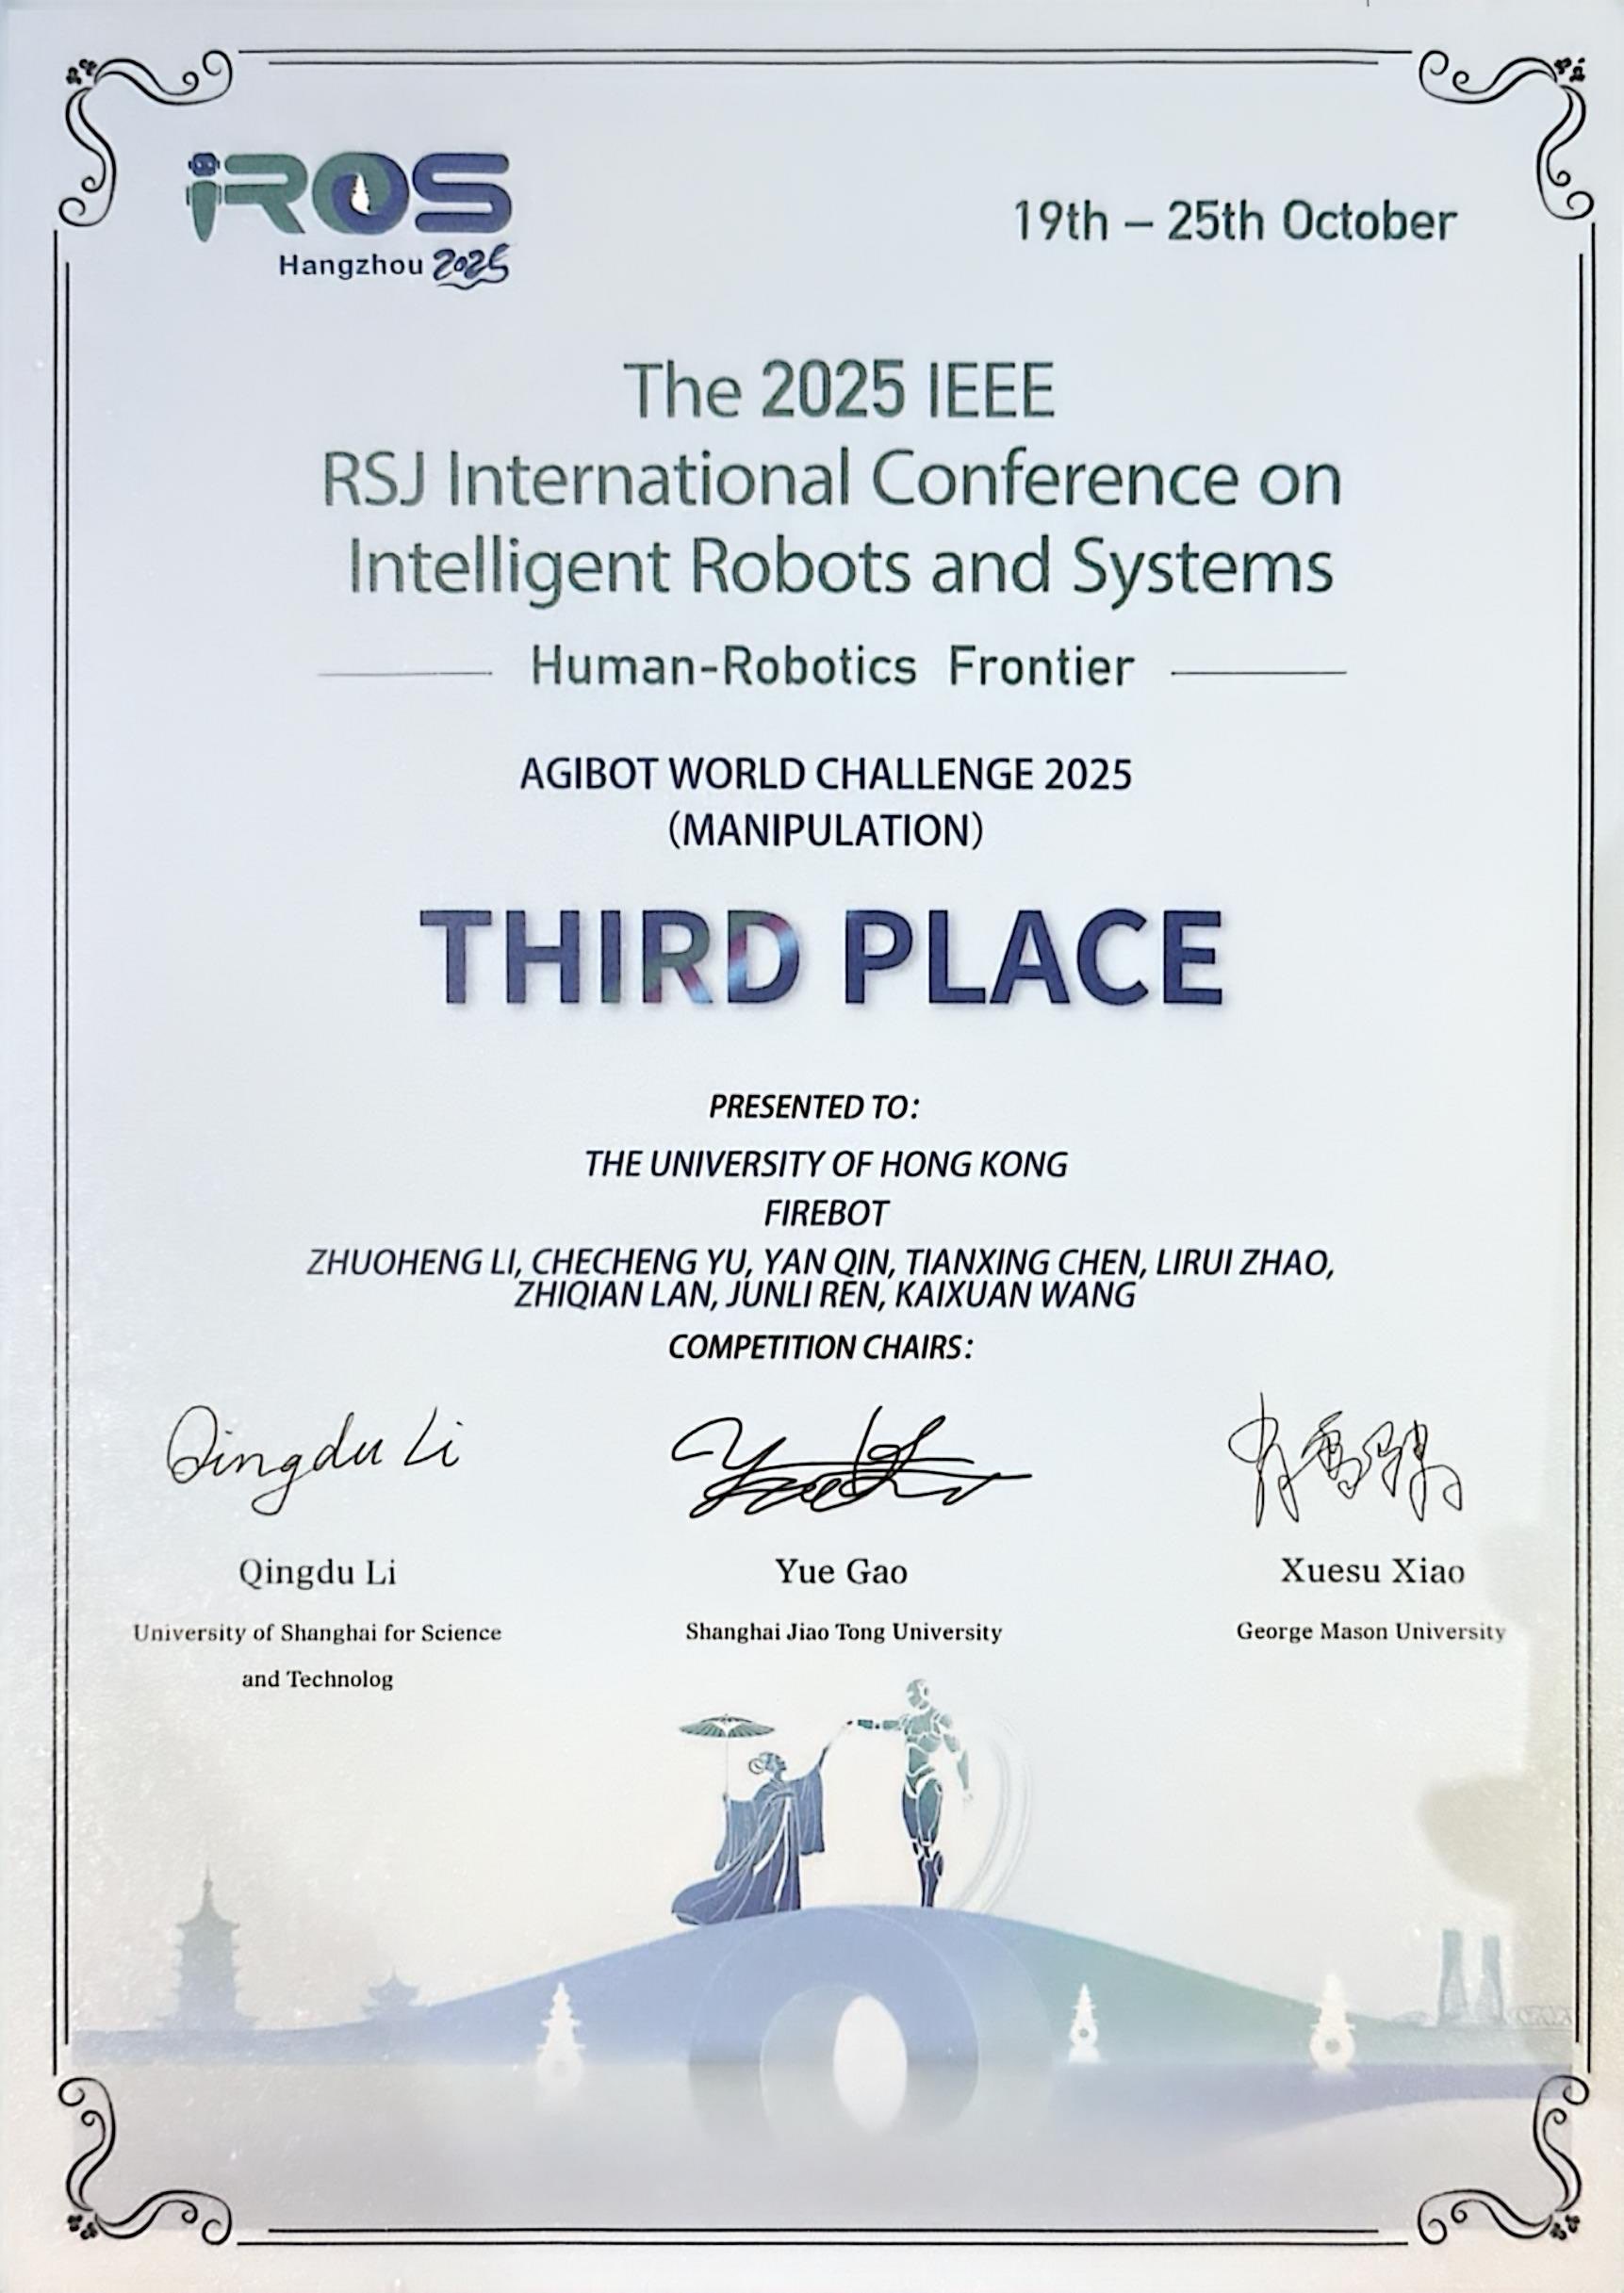 iROS
Hangzhou 2025
19th – 25th October
The 2025 IEEE
RSJ International Conference on
Intelligent Robots and Systems
Human-Robotics Frontier
AGIBOT WORLD CHALLENGE 2025
(MANIPULATION)
THIRD PLACE
PRESENTED TO:
THE UNIVERSITY OF HONG KONG
FIREBOT
ZHUOHENG LI, CHECHENG YU, YAN QIN, TIANXING CHEN, LIRUI ZHAO,
ZHIQIAN LAN, JUNLI REN, KAIXUAN WANG
COMPETITION CHAIRS:
Qingdu Li
Qingdu Li
Yue Gao
Xuesu Xiao
University of Shanghai for Science
and Technolog
Shanghai Jiao Tong University
George Mason University